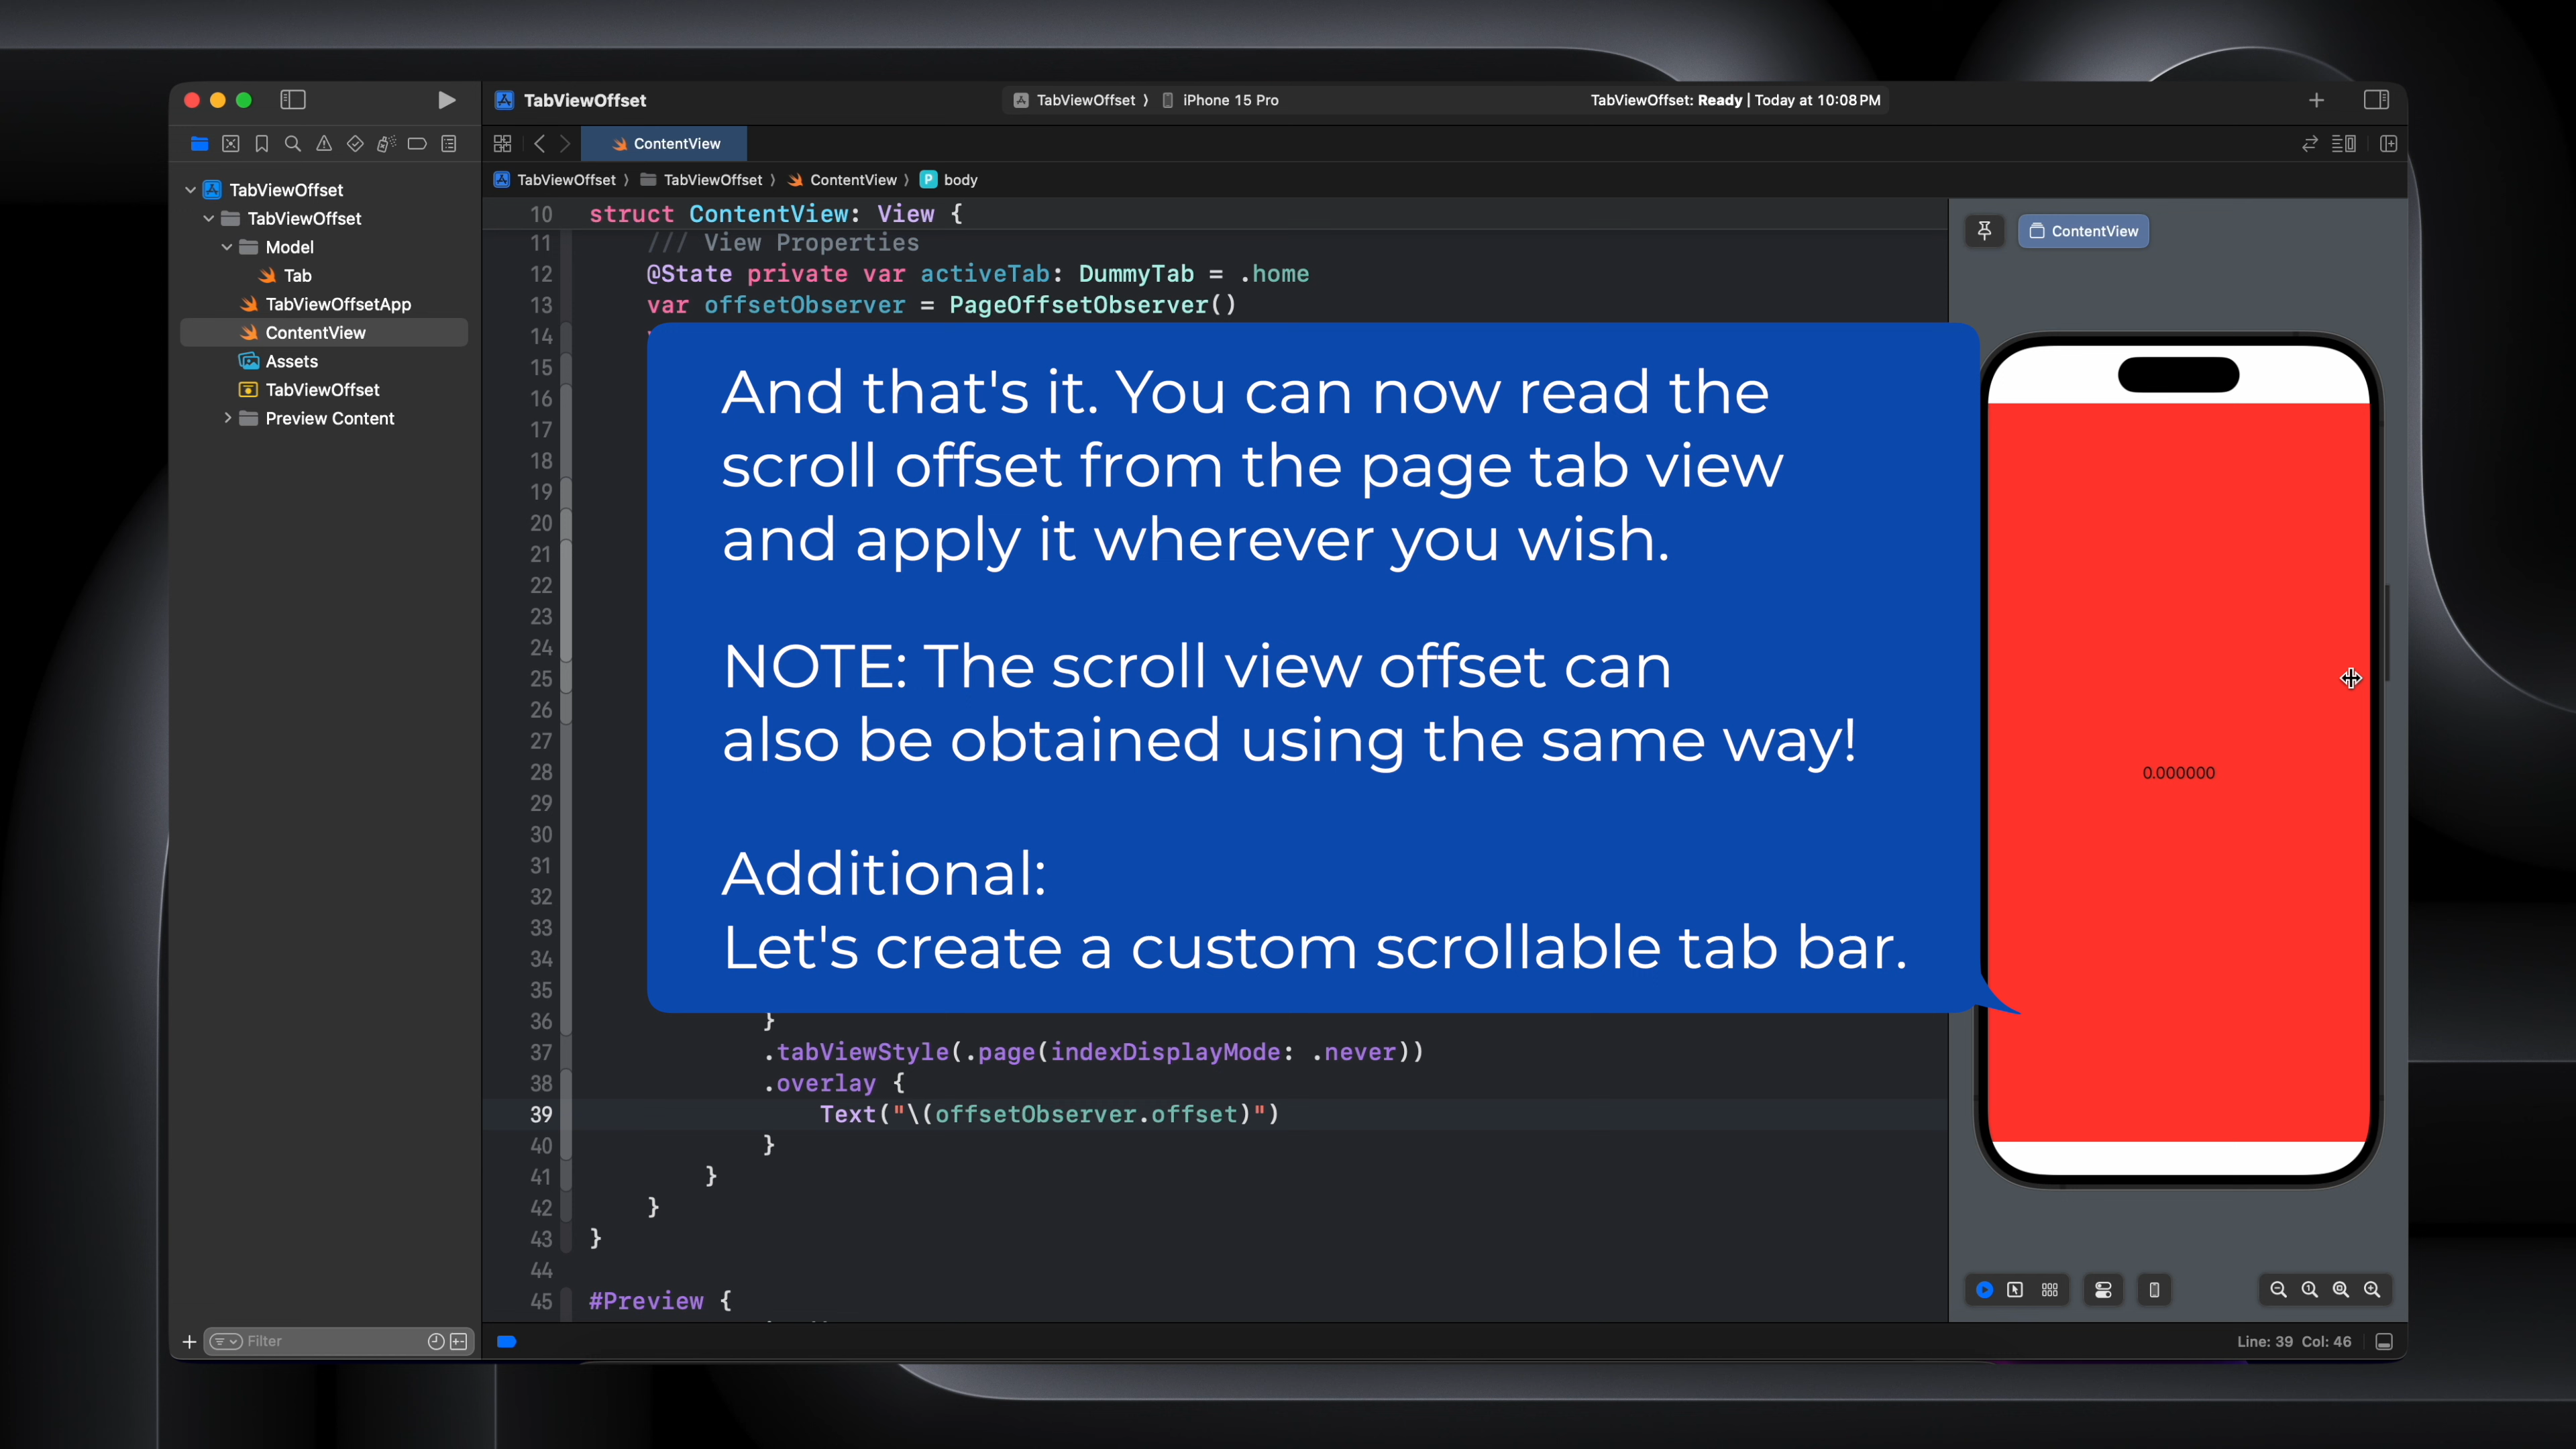 TabViewOffset
TabViewOffset ⟩ iPhone 15 Pro
TabViewOffset: Ready | Today at 10:08 PM
ContentView
TabViewOffset ⟩ TabViewOffset ⟩ ContentView ⟩ P body
TabViewOffset
TabViewOffset
Model
Tab
TabViewOffsetApp
ContentView
Assets
TabViewOffset
Preview Content
Filter
10 struct ContentView: View {
11 /// View Properties
12 @State private var activeTab: DummyTab = .home
13 var offsetObserver = PageOffsetObserver()
14
15
16
17
18
19
20
21
22
23
24
25
26
27
28
29
30
31
32
33
34
35
36 }
37 .tabViewStyle(.page(indexDisplayMode: .never))
38 .overlay {
39 Text("\(offsetObserver.offset)")
40 }
41 }
42 }
43 }
44
45 #Preview {
And that's it. You can now read the
scroll offset from the page tab view
and apply it wherever you wish.
NOTE: The scroll view offset can
also be obtained using the same way!
Additional:
Let's create a custom scrollable tab bar.
ContentView
0.000000
Line: 39 Col: 46